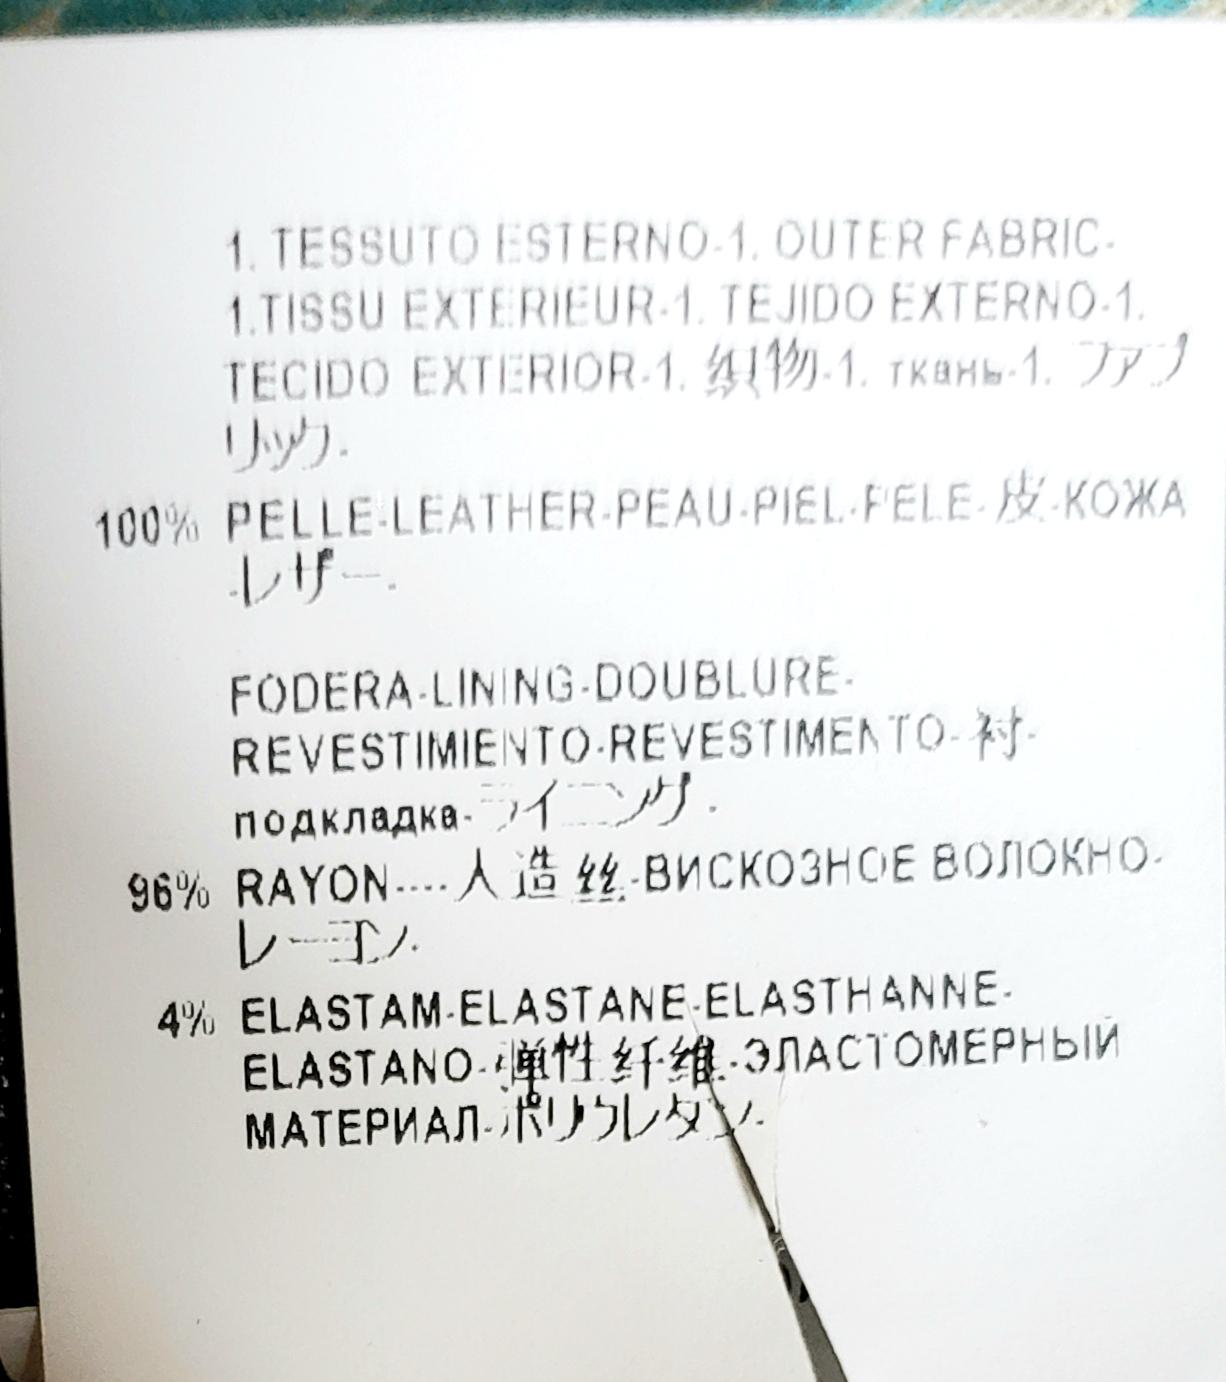 1. TESSUTO ESTERNO-1. OUTER FABRIC-
1.TISSU EXTERIEUR-1. TEJIDO EXTERNO-1.
TECIDO EXTERIOR-1. 织物-1. ткань-1. ファブ
リック.
100% PELLE-LEATHER-PEAU-PIEL-PELE-皮-КОЖА
-レザー.
FODERA-LINING-DOUBLURE-
REVESTIMIENTO-REVESTIMENTO-衬-
подкладка-ライニング.
96% RAYON----人造丝-ВИСКОЗНОЕ ВОЛОКНО-
レーヨン.
4% ELASTAM-ELASTANE-ELASTHANNE-
ELASTANO-弹性纤维-ЭЛАСТОМЕРНЫЙ
МАТЕРИАЛ-ポリウレタン.